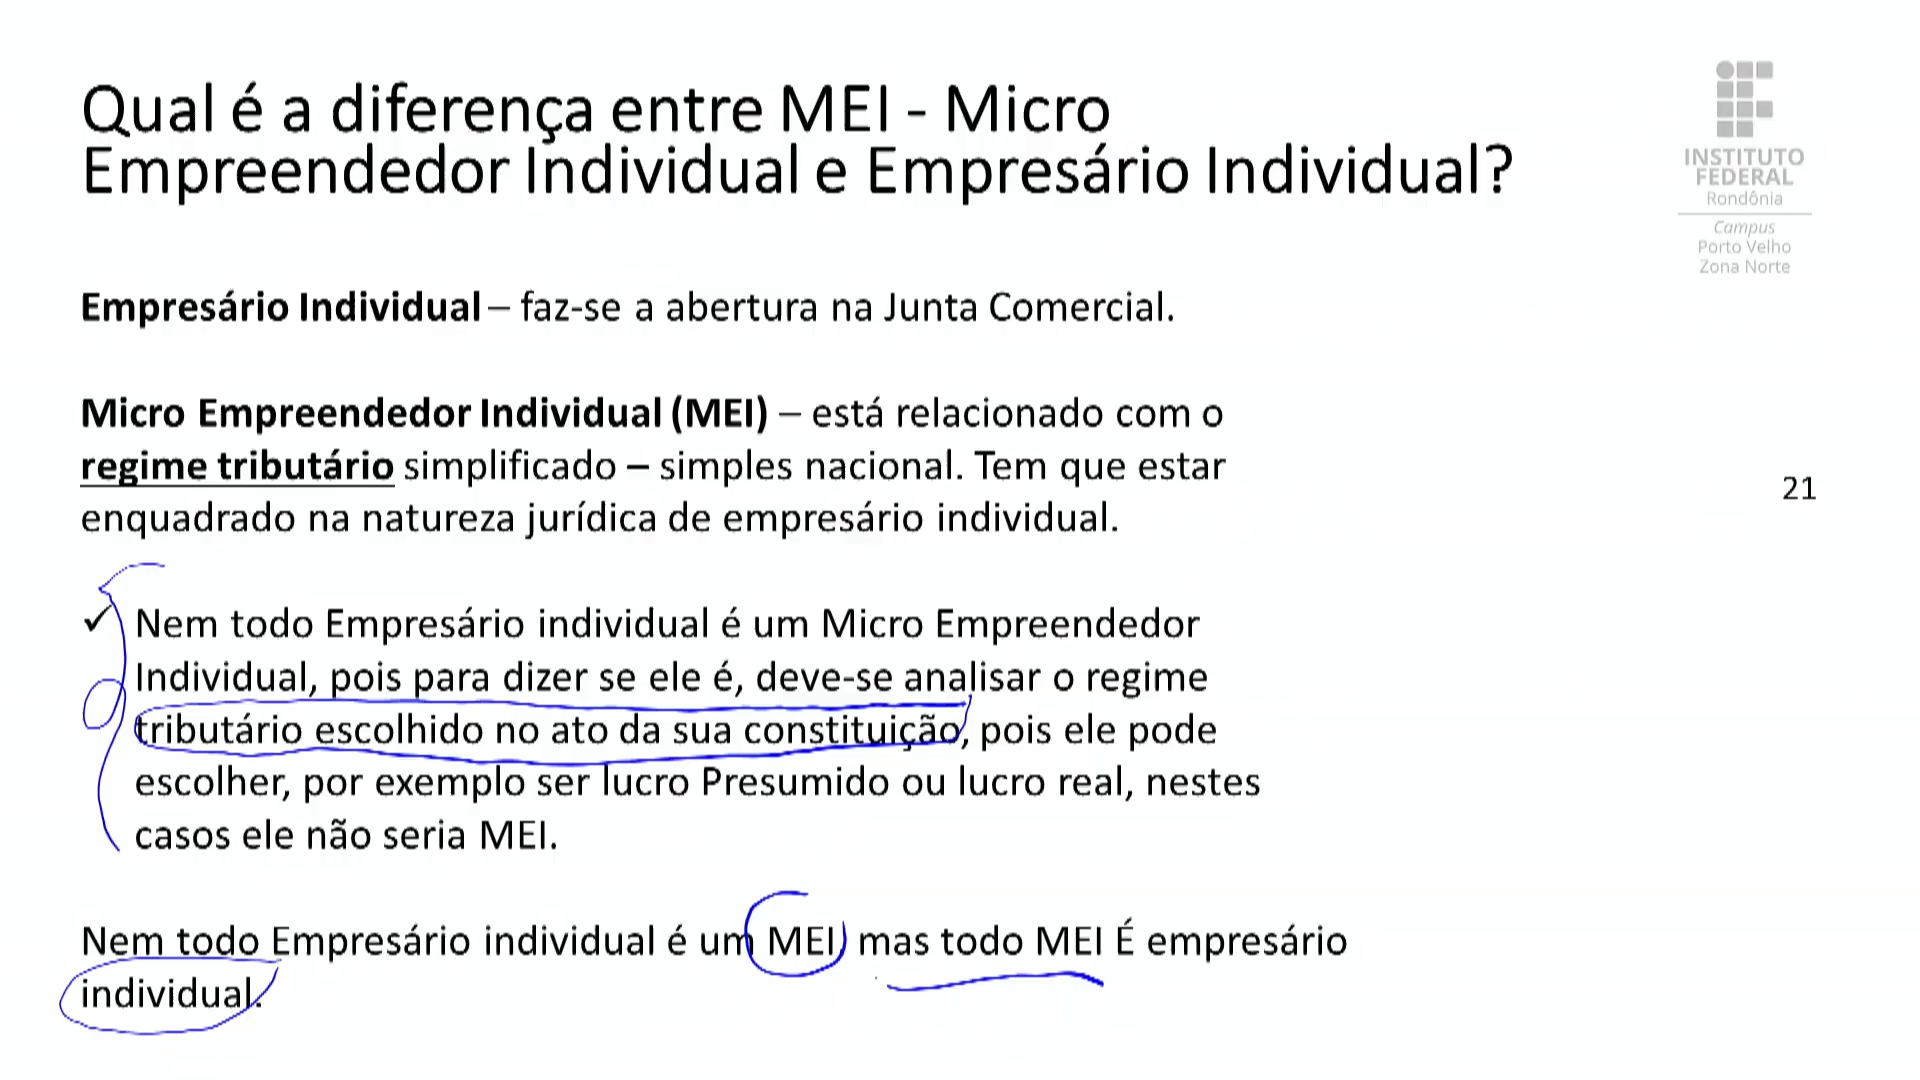 Qual é a diferença entre MEI - Micro
Empreendedor Individual e Empresário Individual?
INSTITUTO
FEDERAL
Rondônia
Campus
Porto Velho
Zona Norte
Empresário Individual – faz-se a abertura na Junta Comercial.
Micro Empreendedor Individual (MEI) – está relacionado com o
regime tributário simplificado – simples nacional. Tem que estar
enquadrado na natureza jurídica de empresário individual.
21
✓ Nem todo Empresário individual é um Micro Empreendedor
Individual, pois para dizer se ele é, deve-se analisar o regime
tributário escolhido no ato da sua constituição, pois ele pode
escolher, por exemplo ser lucro Presumido ou lucro real, nestes
casos ele não seria MEI.
Nem todo Empresário individual é um MEI, mas todo MEI É empresário
individual.